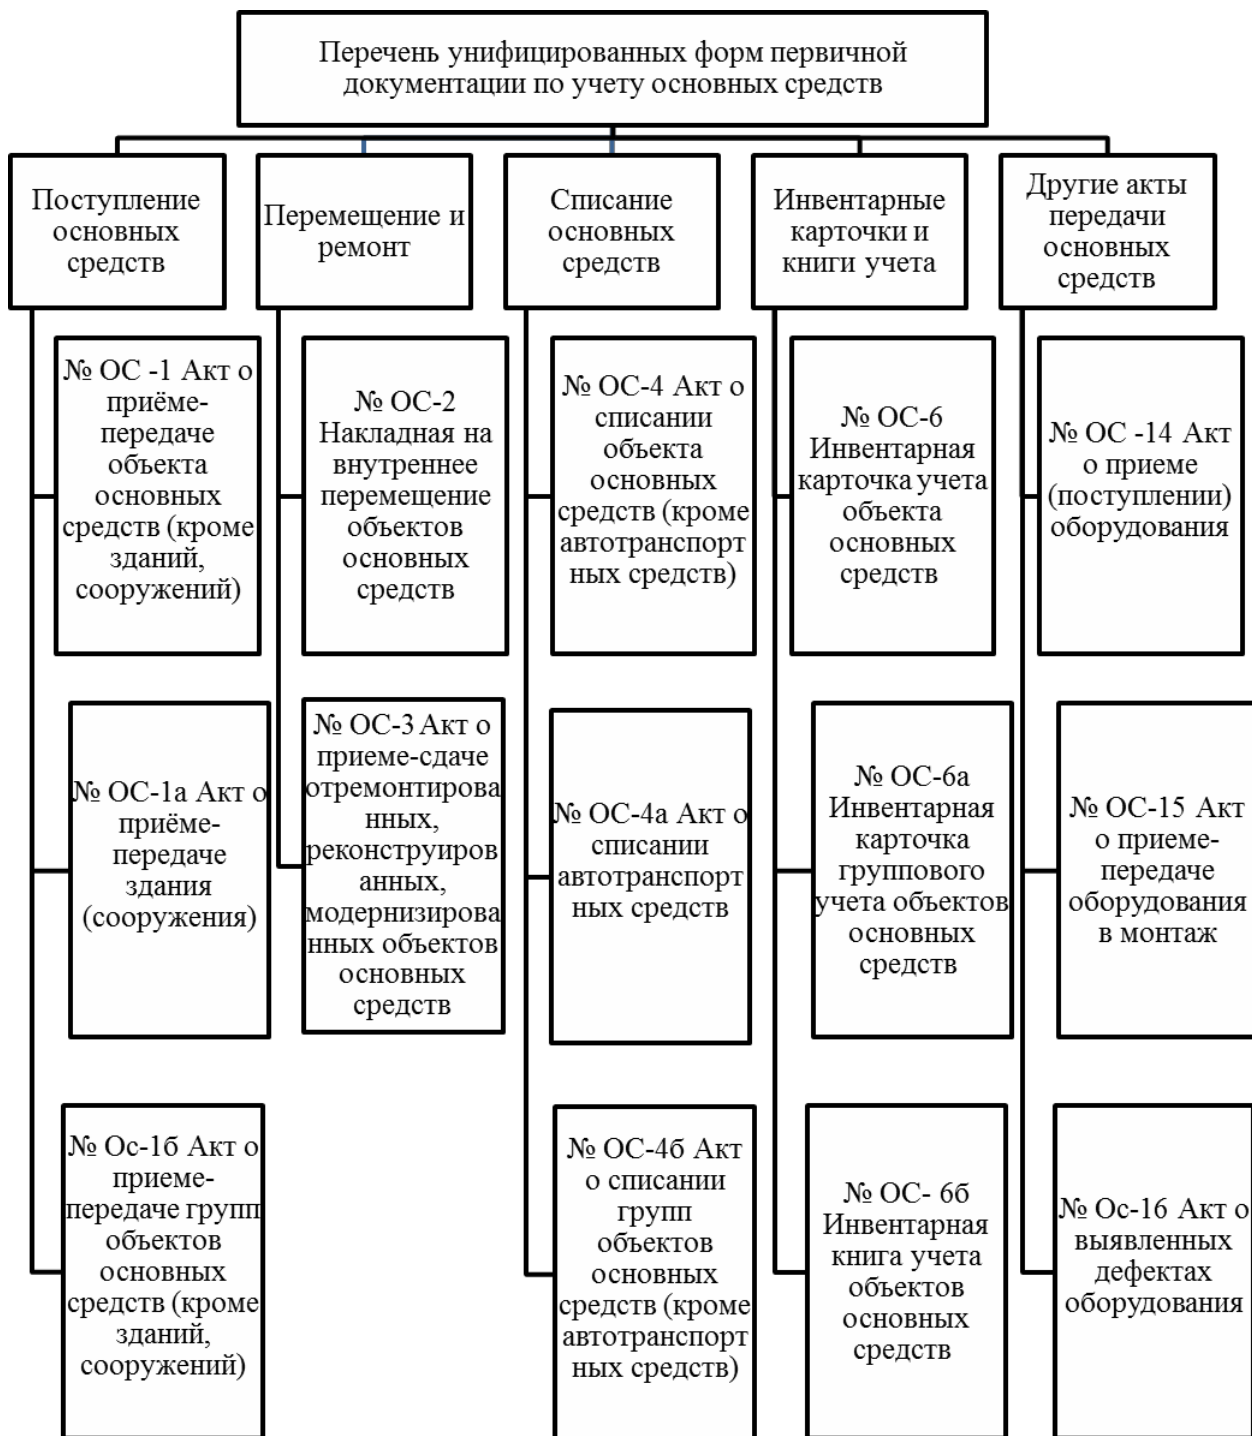 Перечень унифицированных форм первичной
документации по учету основных средств
Поступление
основных
средств
Перемещение и
ремонт
Списание
основных
средств
Инвентарные
карточки и
книги учета
Другие акты
передачи
основных
средств
№ ОС -1 Акт о
приёме-
передаче
объекта
основных
средств (кроме
зданий,
сооружений)
№ ОС-2
Накладная на
внутреннее
перемещение
объектов
основных
средств
№ ОС-4 Акт о
списании
объекта
основных
средств (кроме
автотранспорт
ных средств)
№ ОС-6
Инвентарная
карточка учета
объекта
основных
средств
№ ОС -14 Акт
о приеме
(поступлении)
оборудования
№ ОС-1а Акт о
приёме-
передаче
здания
(сооружения)
№ ОС-3 Акт о
приеме-сдаче
отремонтирова
нных,
реконструиров
анных,
модернизирова
нных объектов
основных
средств
№ ОС-4а Акт о
списании
автотранспорт
ных средств
№ ОС-6а
Инвентарная
карточка
группового
учета объектов
основных
средств
№ ОС-15 Акт
о приеме-
передаче
оборудования
в монтаж
№ Ос-1б Акт о
приеме-
передаче групп
объектов
основных
средств (кроме
зданий,
сооружений)
№ ОС-4б Акт
о списании
групп
объектов
основных
средств (кроме
автотранспорт
ных средств)
№ ОС- 6б
Инвентарная
книга учета
объектов
основных
средств
№ Ос-16 Акт о
выявленных
дефектах
оборудования